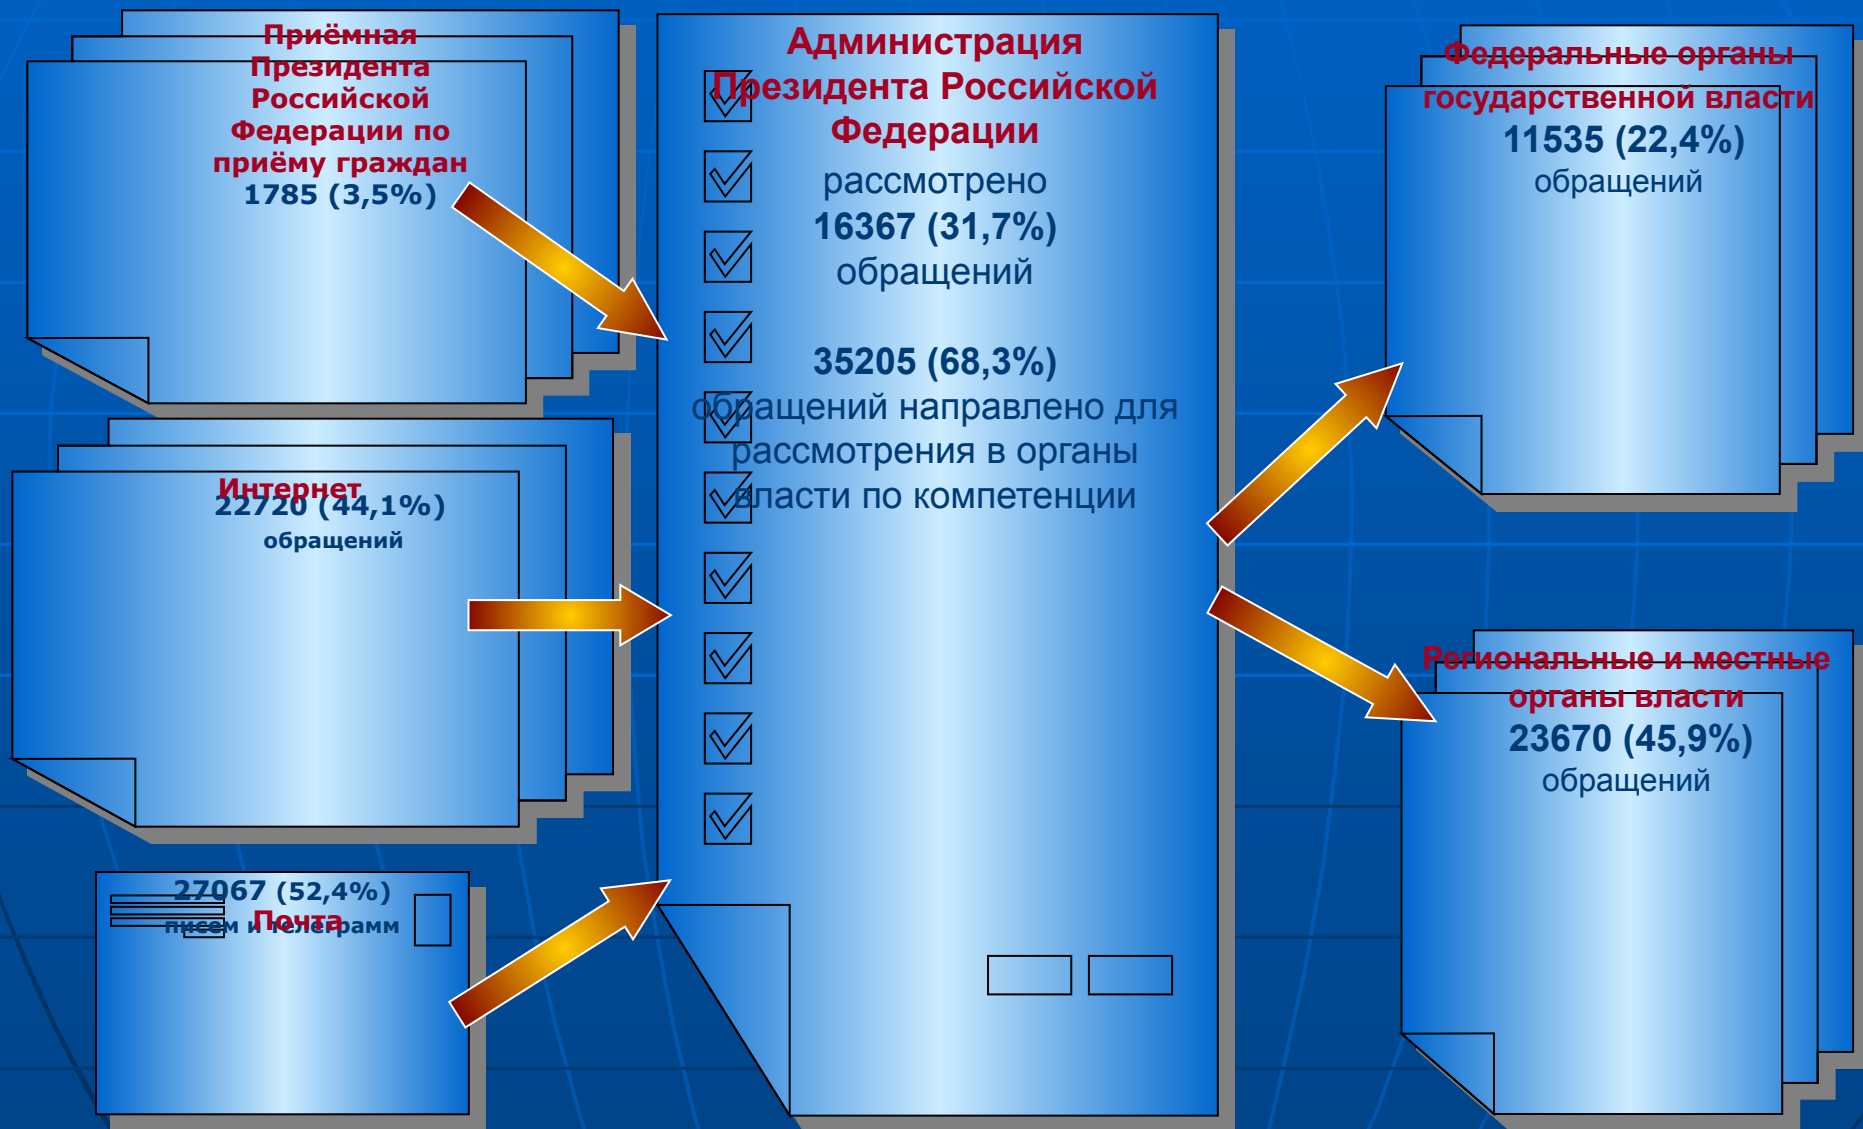 Приёмная
Президента
Российской
Федерации по
приёму граждан
1785 (3,5%)
Интернет
22720 (44,1%)
обращений
27067 (52,4%)
Почта
писем и телеграмм
Администрация
Президента Российской
Федерации
рассмотрено
16367 (31,7%)
обращений
35205 (68,3%)
обращений направлено для
рассмотрения в органы
власти по компетенции
Федеральные органы
государственной власти
11535 (22,4%)
обращений
Региональные и местные
органы власти
23670 (45,9%)
обращений